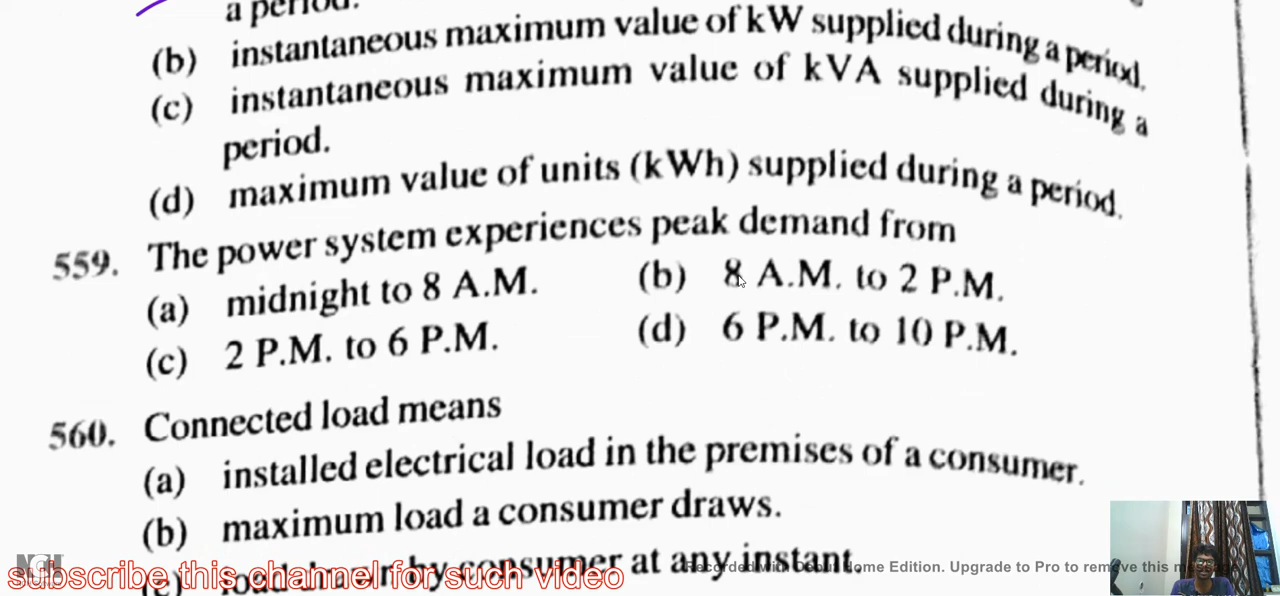 a period.
(b) instantaneous maximum value of kW supplied during a period.
(c) instantaneous maximum value of kVA supplied during a
period.
(d) maximum value of units (kWh) supplied during a period.
559. The power system experiences peak demand from
(a) midnight to 8 A.M. (b) 8 A.M. to 2 P.M.
(c) 2 P.M. to 6 P.M. (d) 6 P.M. to 10 P.M.
560. Connected load means
(a) installed electrical load in the premises of a consumer.
(b) maximum load a consumer draws.
(c) load drawn by consumer at any instant.
subscribe this channel for such video
Recorded with Home Edition. Upgrade to Pro to remove this message